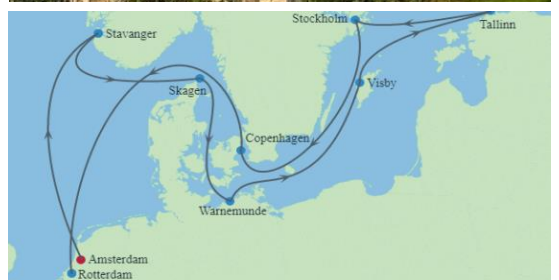 Stockholm
Tallinn
Stavanger
Skagen
Visby
Copenhagen
Warnemunde
Amsterdam
Rotterdam